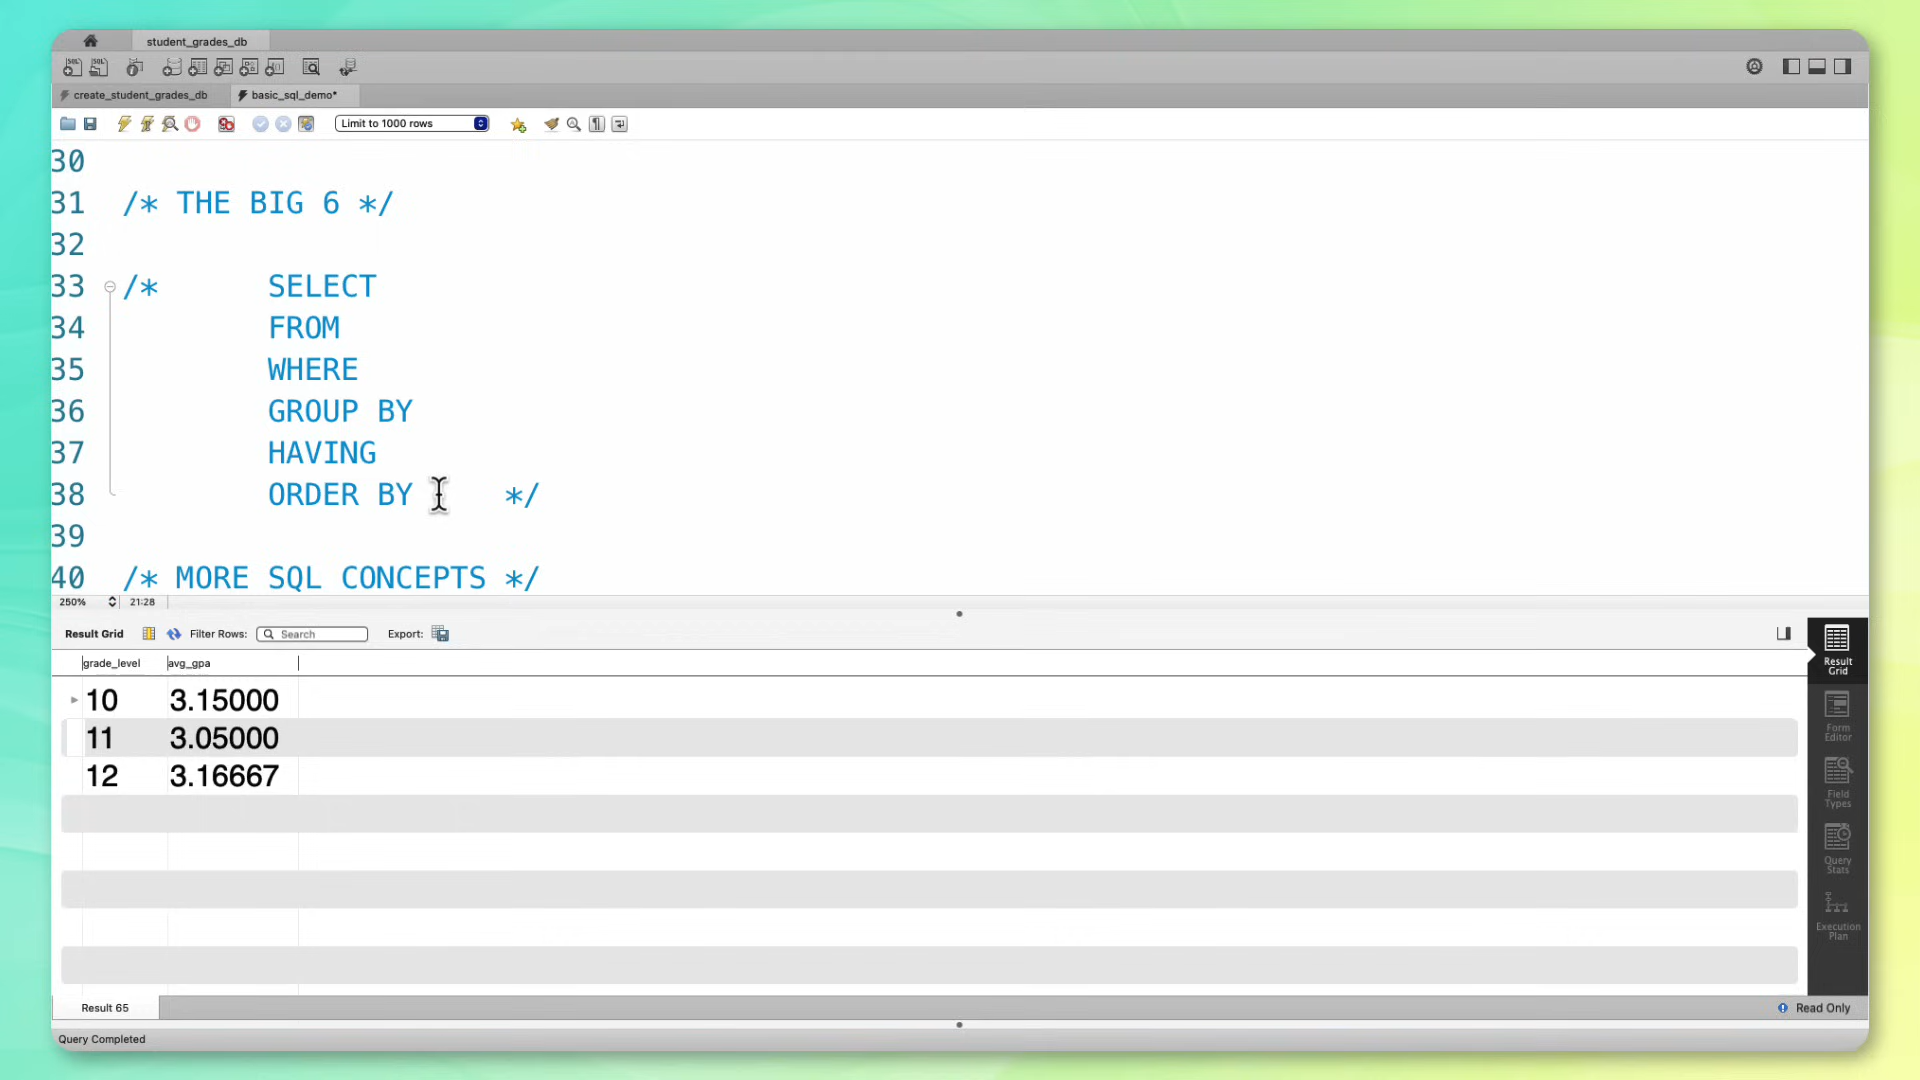 student_grades_db
create_student_grades_db
basic_sql_demo*
Limit to 1000 rows
30
31 /* THE BIG 6 */
32
33 /* SELECT
34 FROM
35 WHERE
36 GROUP BY
37 HAVING
38 ORDER BY */
39
40 /* MORE SQL CONCEPTS */
250% 21:28
Result Grid Filter Rows: Search Export:
grade_level avg_gpa
10 3.15000
11 3.05000
12 3.16667
Result Grid
Form Editor
Field Types
Query Stats
Execution Plan
Result 65
Read Only
Query Completed